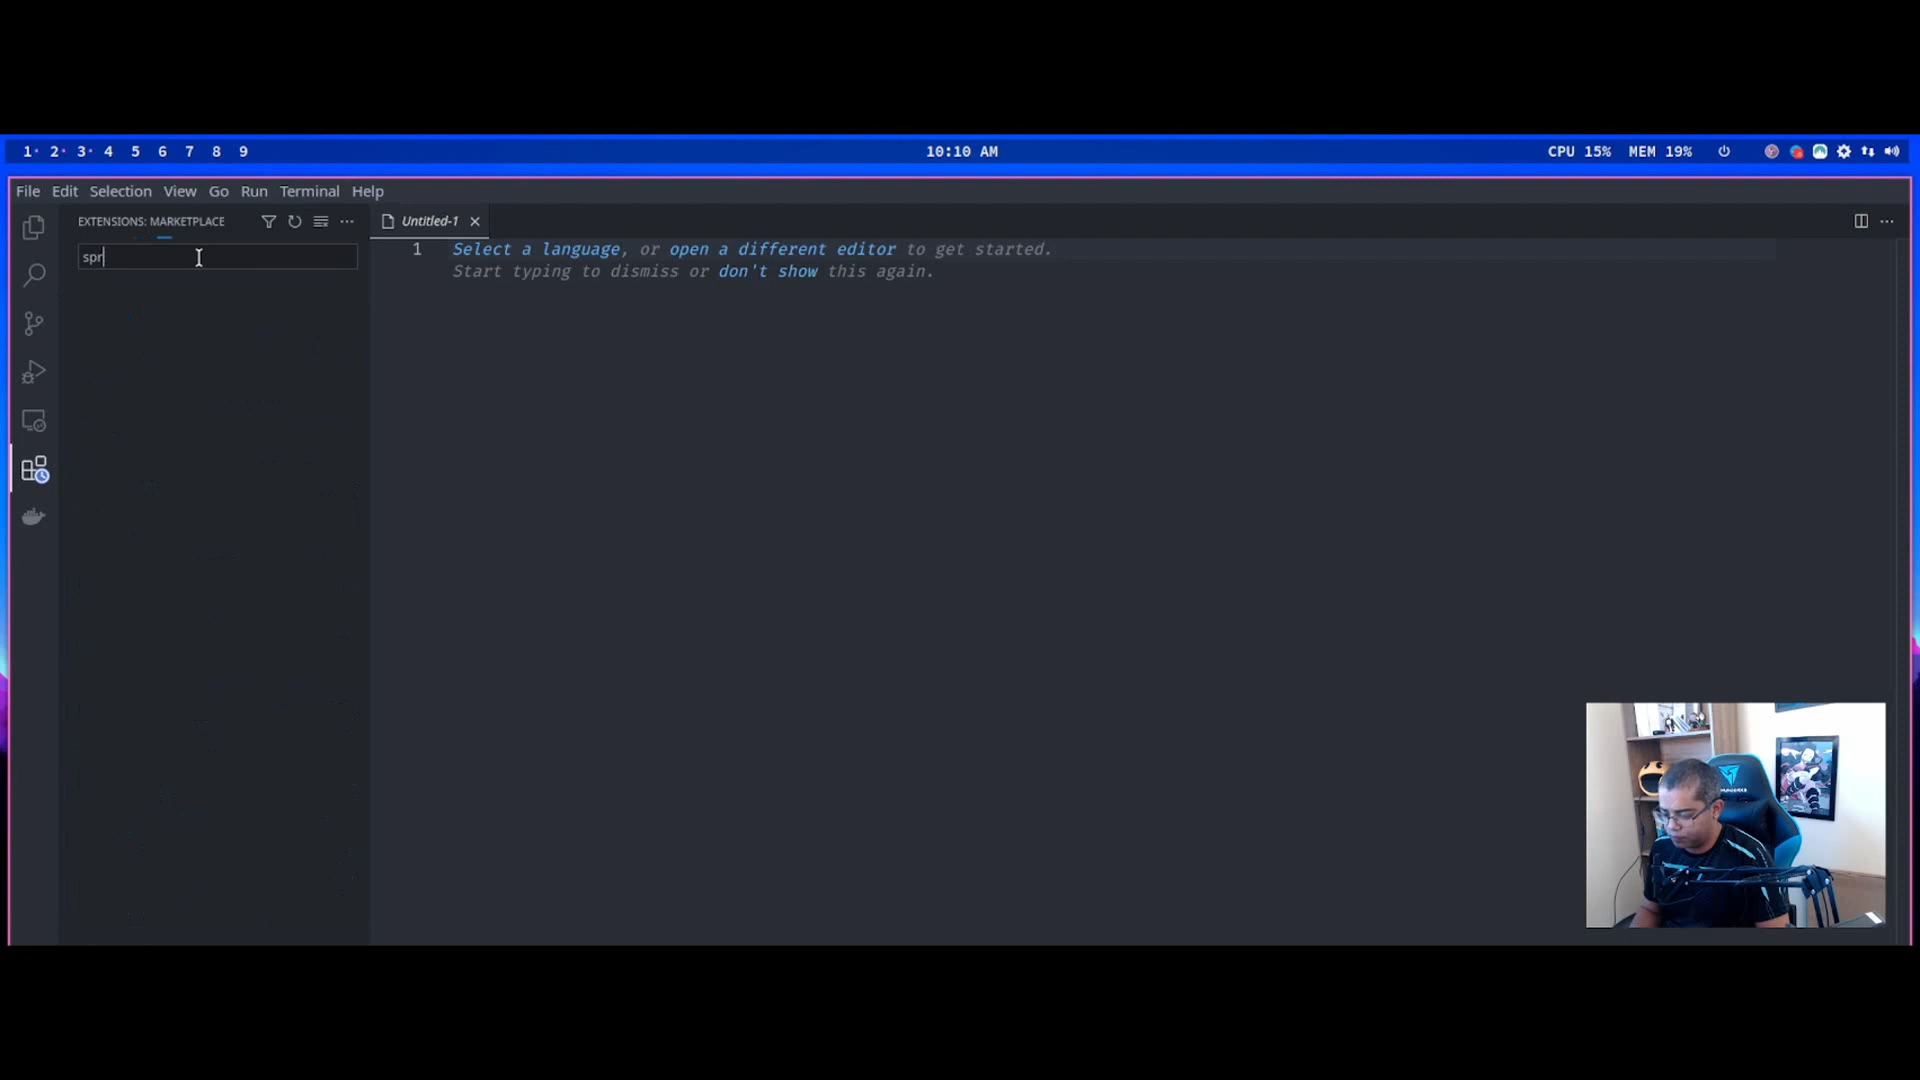 1 2 3 4 5 6 7 8 9
10:10 AM
CPU 15% MEM 19%
File Edit Selection View Go Run Terminal Help
EXTENSIONS: MARKETPLACE
Untitled-1
spr
1
Select a language, or open a different editor to get started.
Start typing to dismiss or don't show this again.